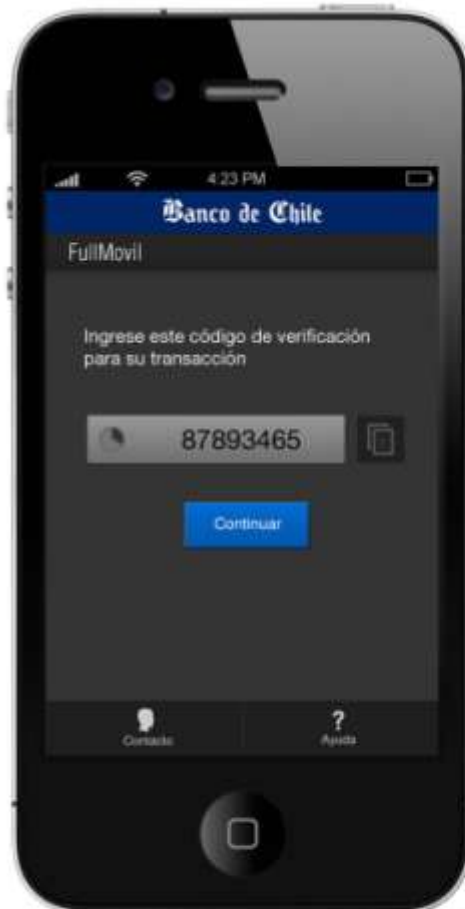 4:23 PM
Banco de Chile
FullMovil
Ingrese este código de verificación
para su transacción
87893465
Continuar
Contacto
?
Ayuda